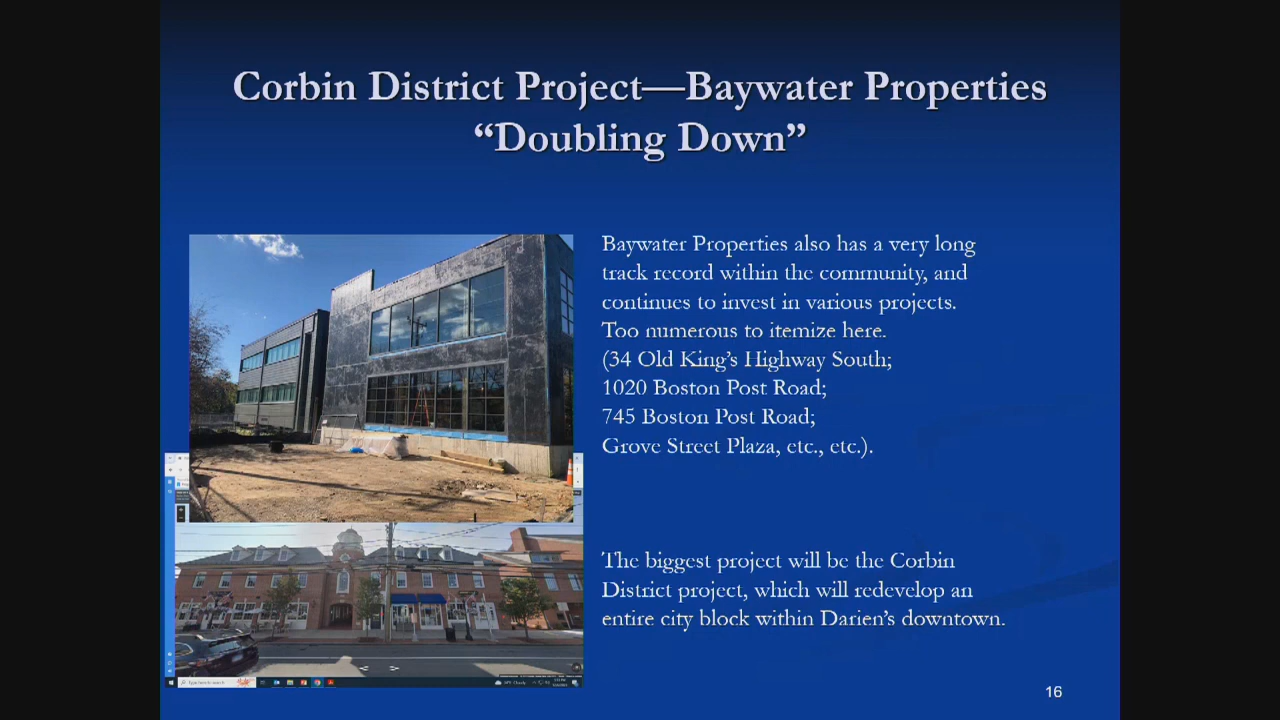 Corbin District Project—Baywater Properties
“Doubling Down”
Baywater Properties also has a very long
track record within the community, and
continues to invest in various projects.
Too numerous to itemize here.
(34 Old King’s Highway South;
1020 Boston Post Road;
745 Boston Post Road;
Grove Street Plaza, etc., etc.).
The biggest project will be the Corbin
District project, which will redevelop an
entire city block within Darien’s downtown.
16